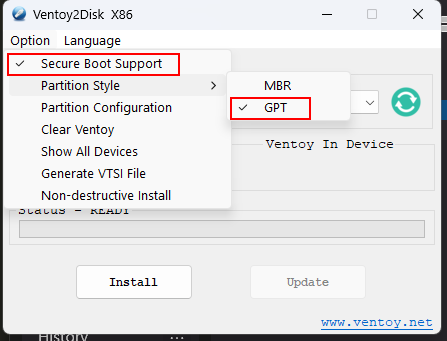 Ventoy2Disk X86
Option Language
Secure Boot Support
Partition Style
MBR
Partition Configuration
GPT
Clear Ventoy
Show All Devices
Ventoy In Device
Generate VTSI File
Non-destructive Install
Status - READY
Install Update
www.ventoy.net
History